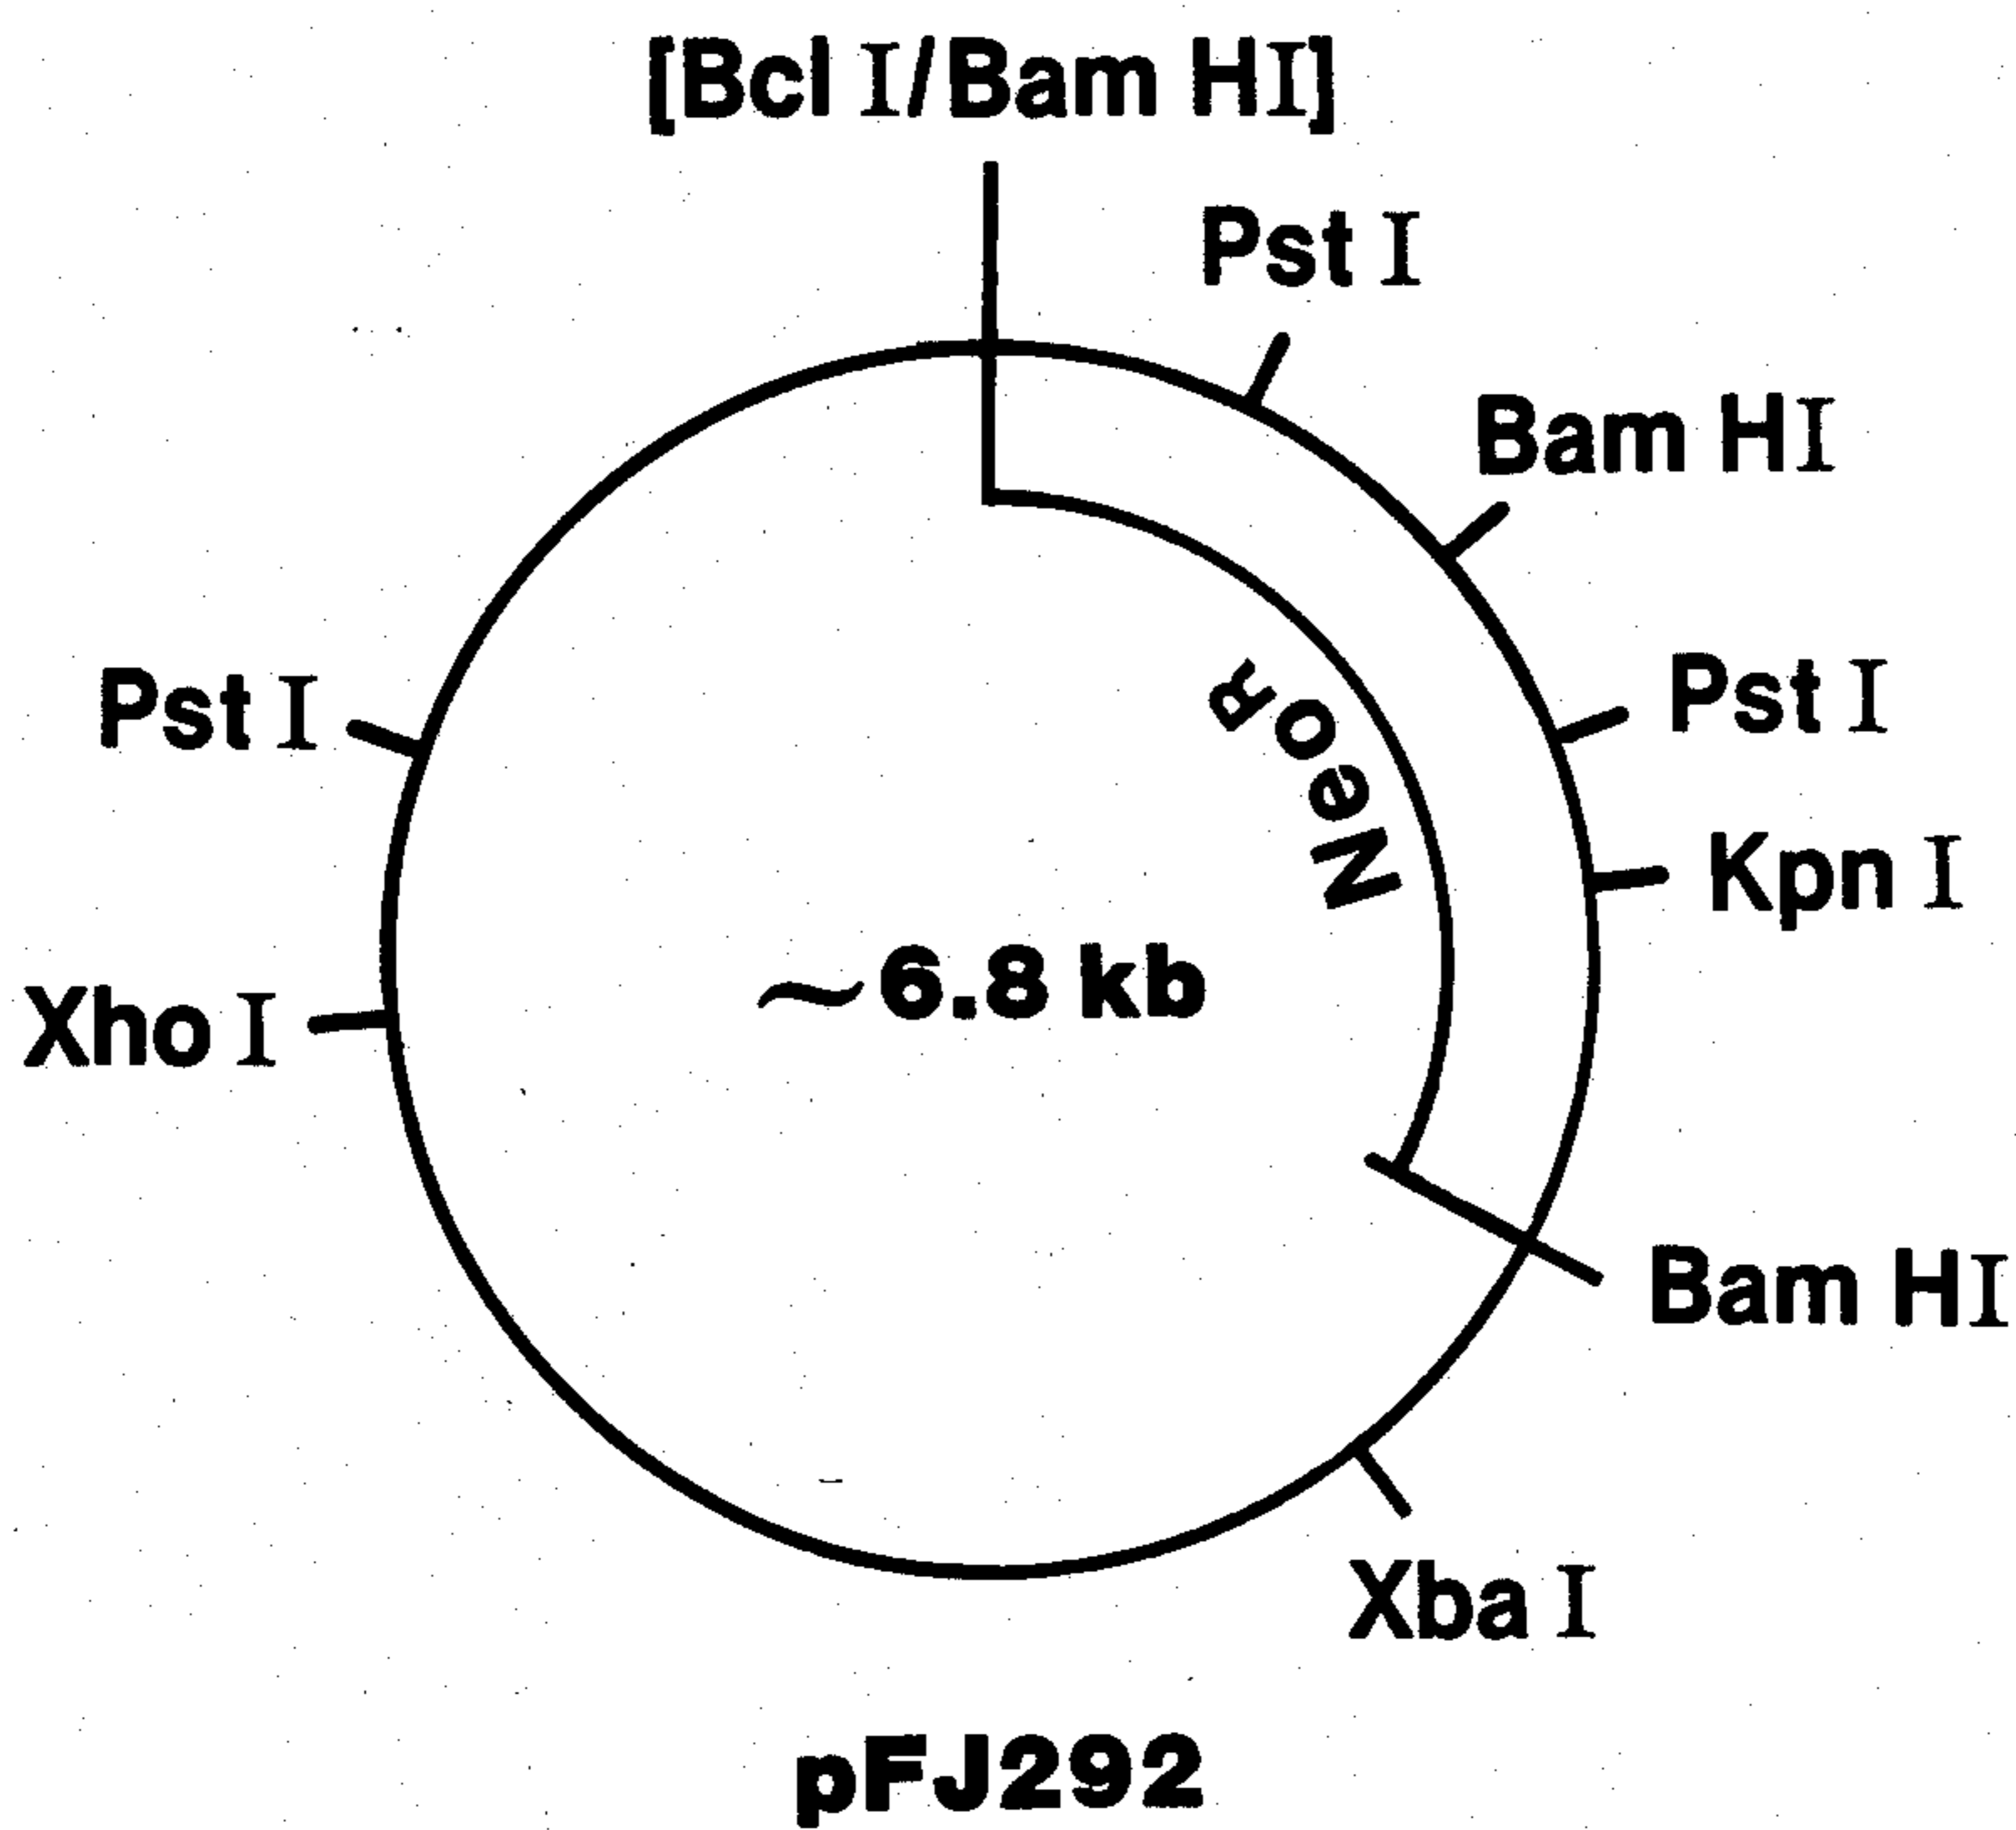 [Bcl I/Bam HI]
Pst I
Bam HI
Pst I
Pst I
Kpn I
NeoR
~6.8 kb
Xho I
Bam HI
Xba I
pFJ292